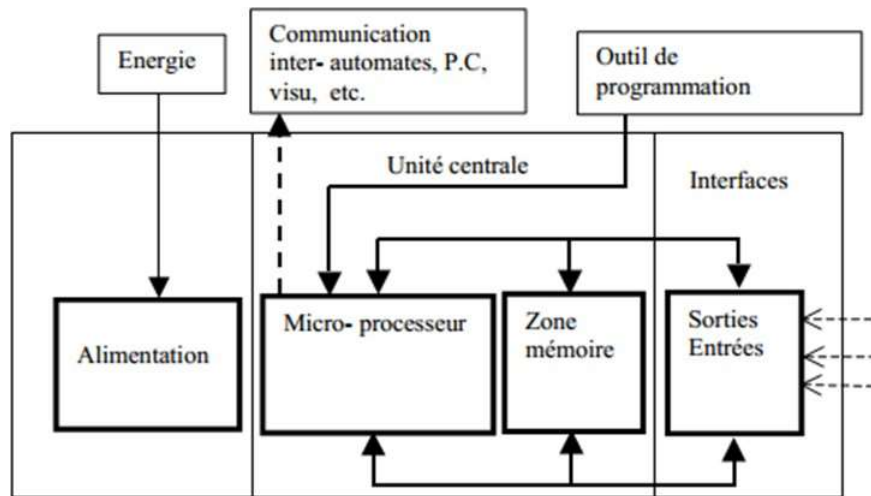 Energie
Communication
inter- automates, P.C,
visu, etc.
Outil de
programmation
Unité centrale
Interfaces
Alimentation
Micro- processeur
Zone
mémoire
Sorties
Entrées